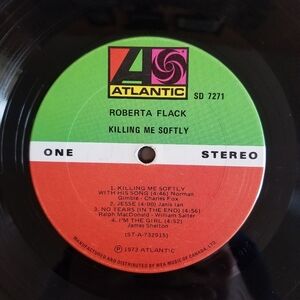 ATLANTIC
SD 7271
ROBERTA FLACK
KILLING ME SOFTLY
ONE
STEREO
1. KILLING ME SOFTLY
WITH HIS SONG (4:46) Norman
Gimble - Charles Fox
2. JESSE (4:00) Janis Ian
3. NO TEARS (IN THE END) (4:56)
Ralph MacDonald - William Salter
4. I'M THE GIRL (4:52)
James Shelton
(ST-A-732915)
℗ 1973 ATLANTIC
MANUFACTURED AND DISTRIBUTED BY WEA MUSIC OF CANADA, LTD.